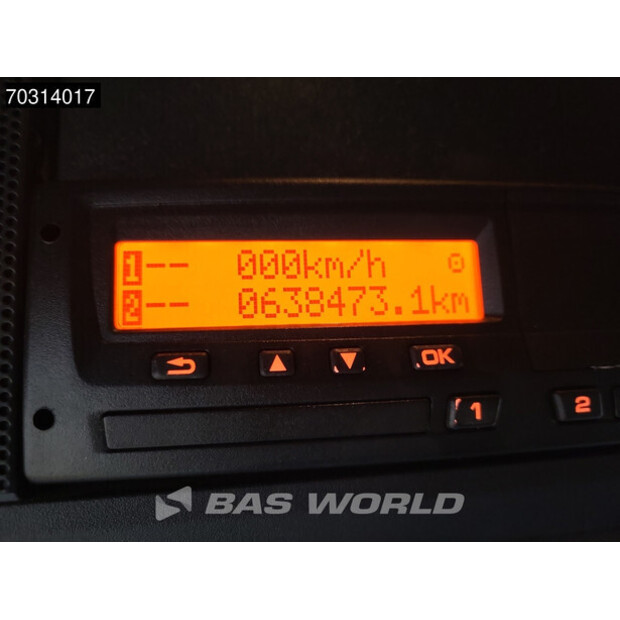 70314017
1-- 000km/h
2-- 0638473.1km
OK
1 2
BAS WORLD